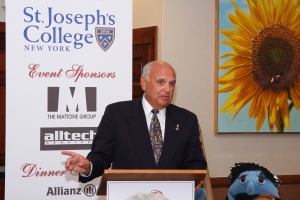 St. Joseph's
College
NEW YORK
Event Sponsors
M
THE MATTONE GROUP
alltech
Dinner
Allianz